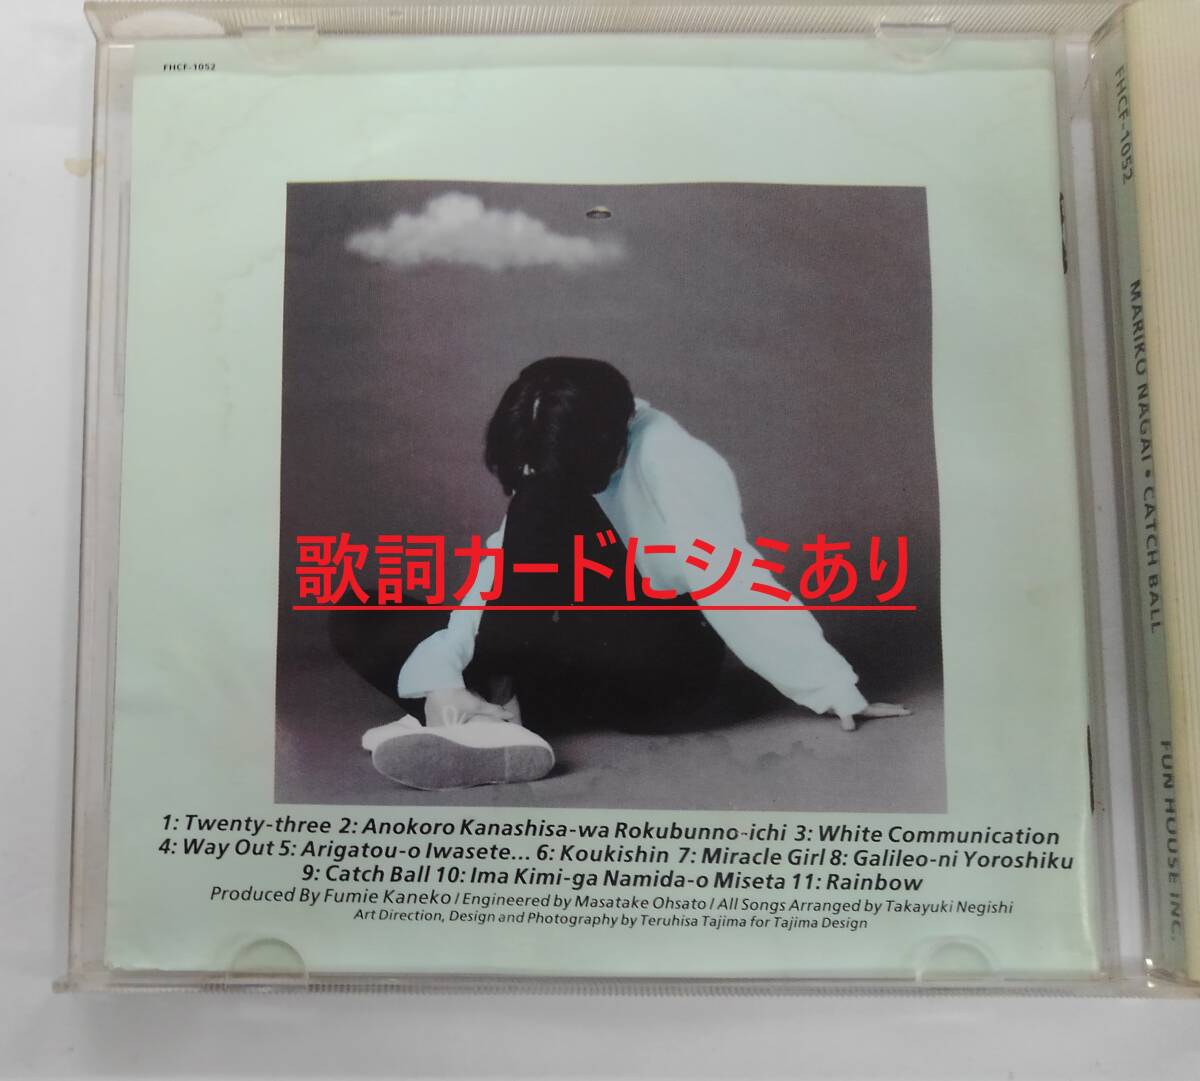 FHCF-1052
歌詞カードにシミあり
1: Twenty-three 2: Anokoro Kanashisa-wa Rokubunno-ichi 3: White Communication
4: Way Out 5: Arigatou-o Iwasete... 6: Koukishin 7: Miracle Girl 8: Galileo-ni Yoroshiku
9: Catch Ball 10: Ima Kimi-ga Namida-o Miseta 11: Rainbow
Produced By Fumie Kaneko / Engineered by Masatake Ohsato / All Songs Arranged by Takayuki Negishi
Art Direction, Design and Photography by Teruhisa Tajima for Tajima Design
FHCF-1052 MARIKO NAGAI • CATCH BALL FUN HOUSE INC.